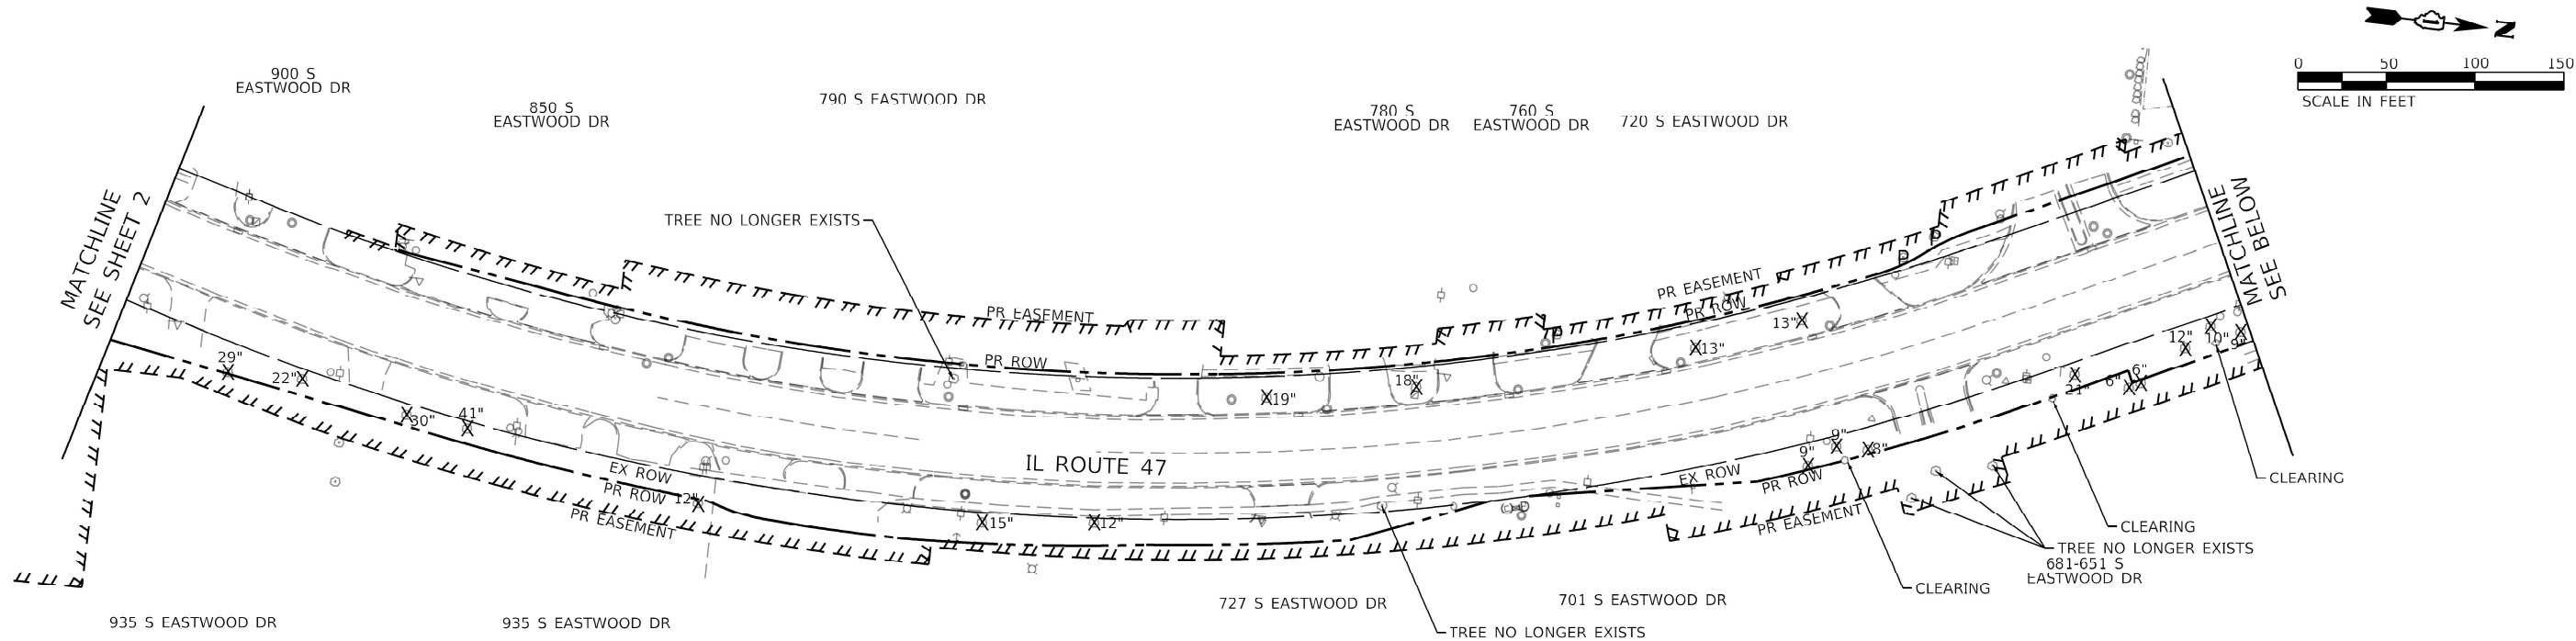 N
0 50 100 150
SCALE IN FEET
900 S
EASTWOOD DR
850 S
EASTWOOD DR
790 S EASTWOOD DR
780 S
EASTWOOD DR
760 S
EASTWOOD DR
720 S EASTWOOD DR
MATCHLINE
SEE SHEET 2
TREE NO LONGER EXISTS
PR EASEMENT
PR ROW
PR EASEMENT
PR ROW
MATCHLINE
SEE BELOW
13"
13"
18"
19"
29"
22"
30"
41"
12"
10"
9"
6"
6"
21"
9"
9"
8"
IL ROUTE 47
EX ROW
PR ROW
12"
PR EASEMENT
15"
12"
EX ROW
PR ROW
PR EASEMENT
CLEARING
CLEARING
TREE NO LONGER EXISTS
681-651 S
EASTWOOD DR
CLEARING
727 S EASTWOOD DR
701 S EASTWOOD DR
935 S EASTWOOD DR
935 S EASTWOOD DR
TREE NO LONGER EXISTS